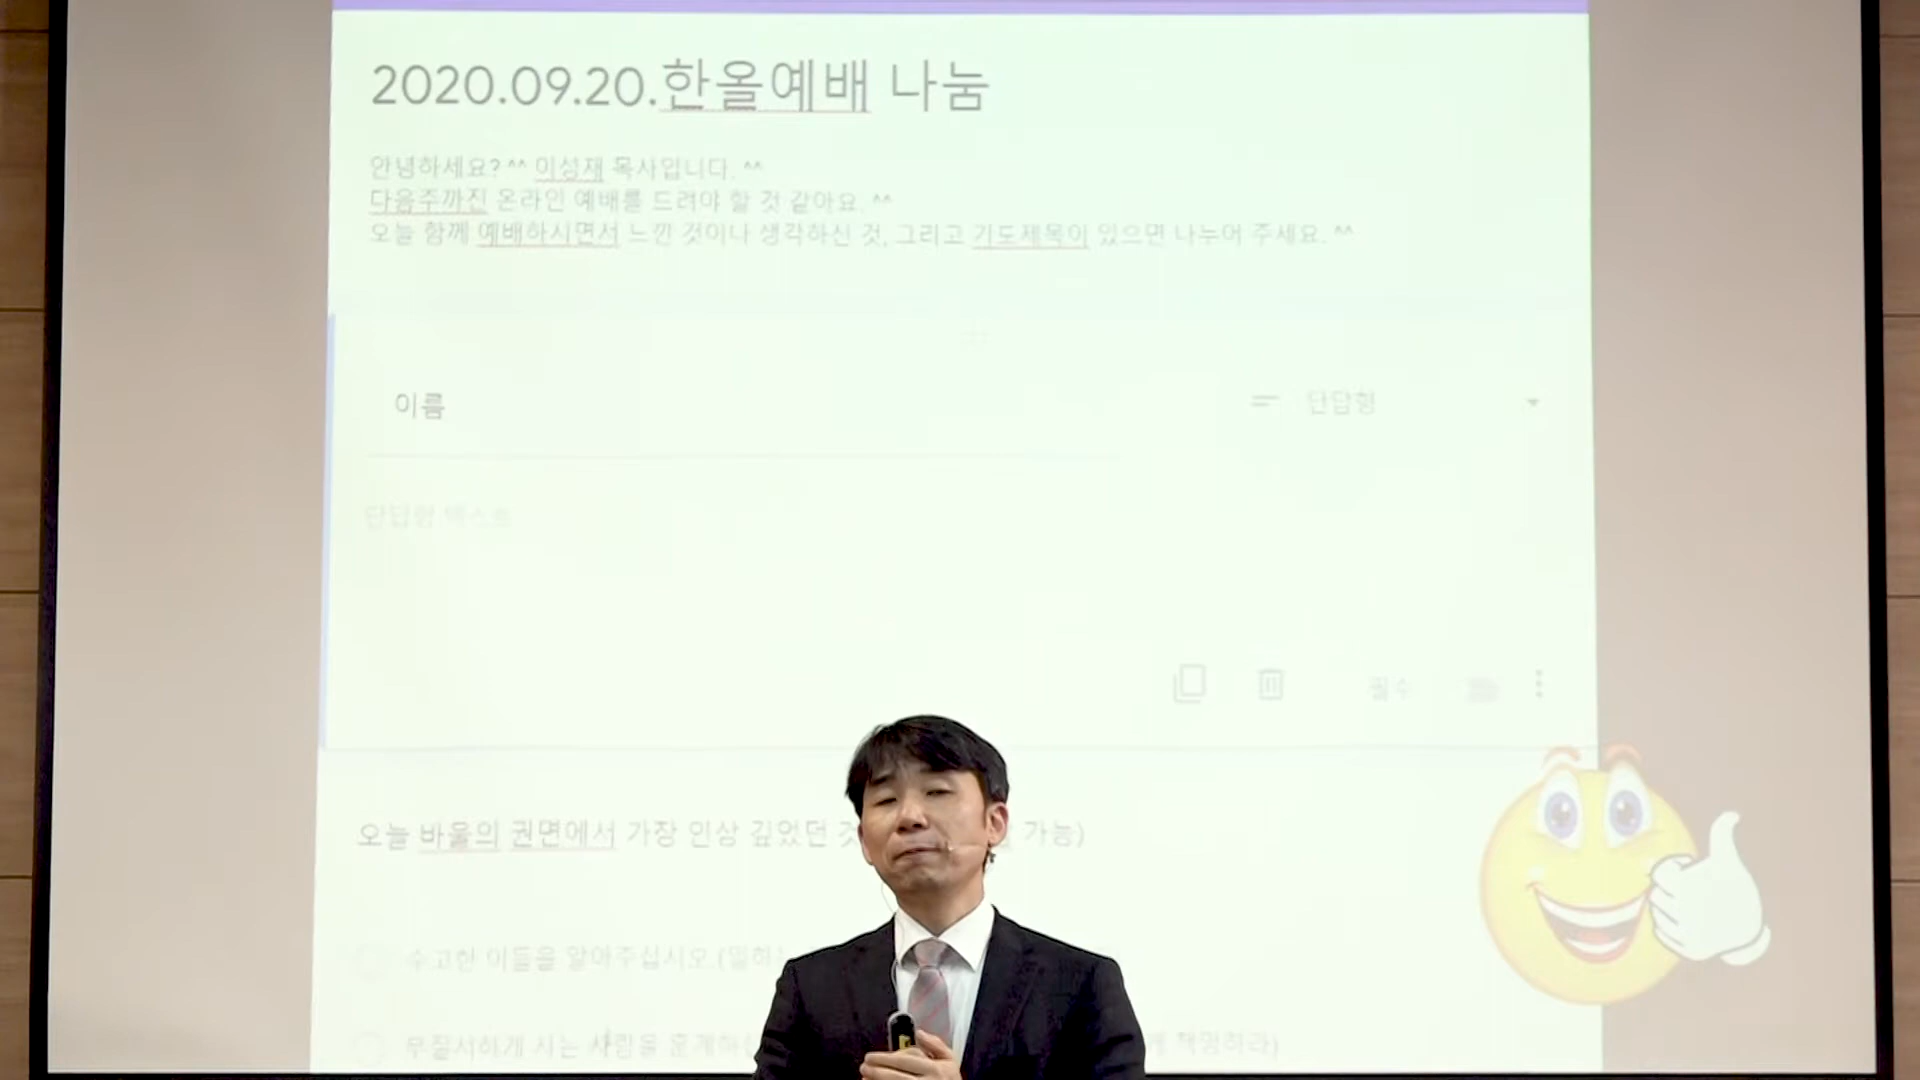 2020.09.20.한올예배 나눔
안녕하세요? ^^ 이성재 목사입니다. ^^
다음주까진 온라인 예배를 드려야 할 것 같아요. ^^
오늘 함께 예배하시면서 느낀 것이나 생각하신 것, 그리고 기도제목이 있으면 나누어 주세요. ^^
이름
단답형
단답형 텍스트
필수
오늘 바울의 권면에서 가장 인상 깊었던 것 가능)
수고한 이들을 알아주십시오.(
무질서하게 사는 사람을 훈계하 책망하라)